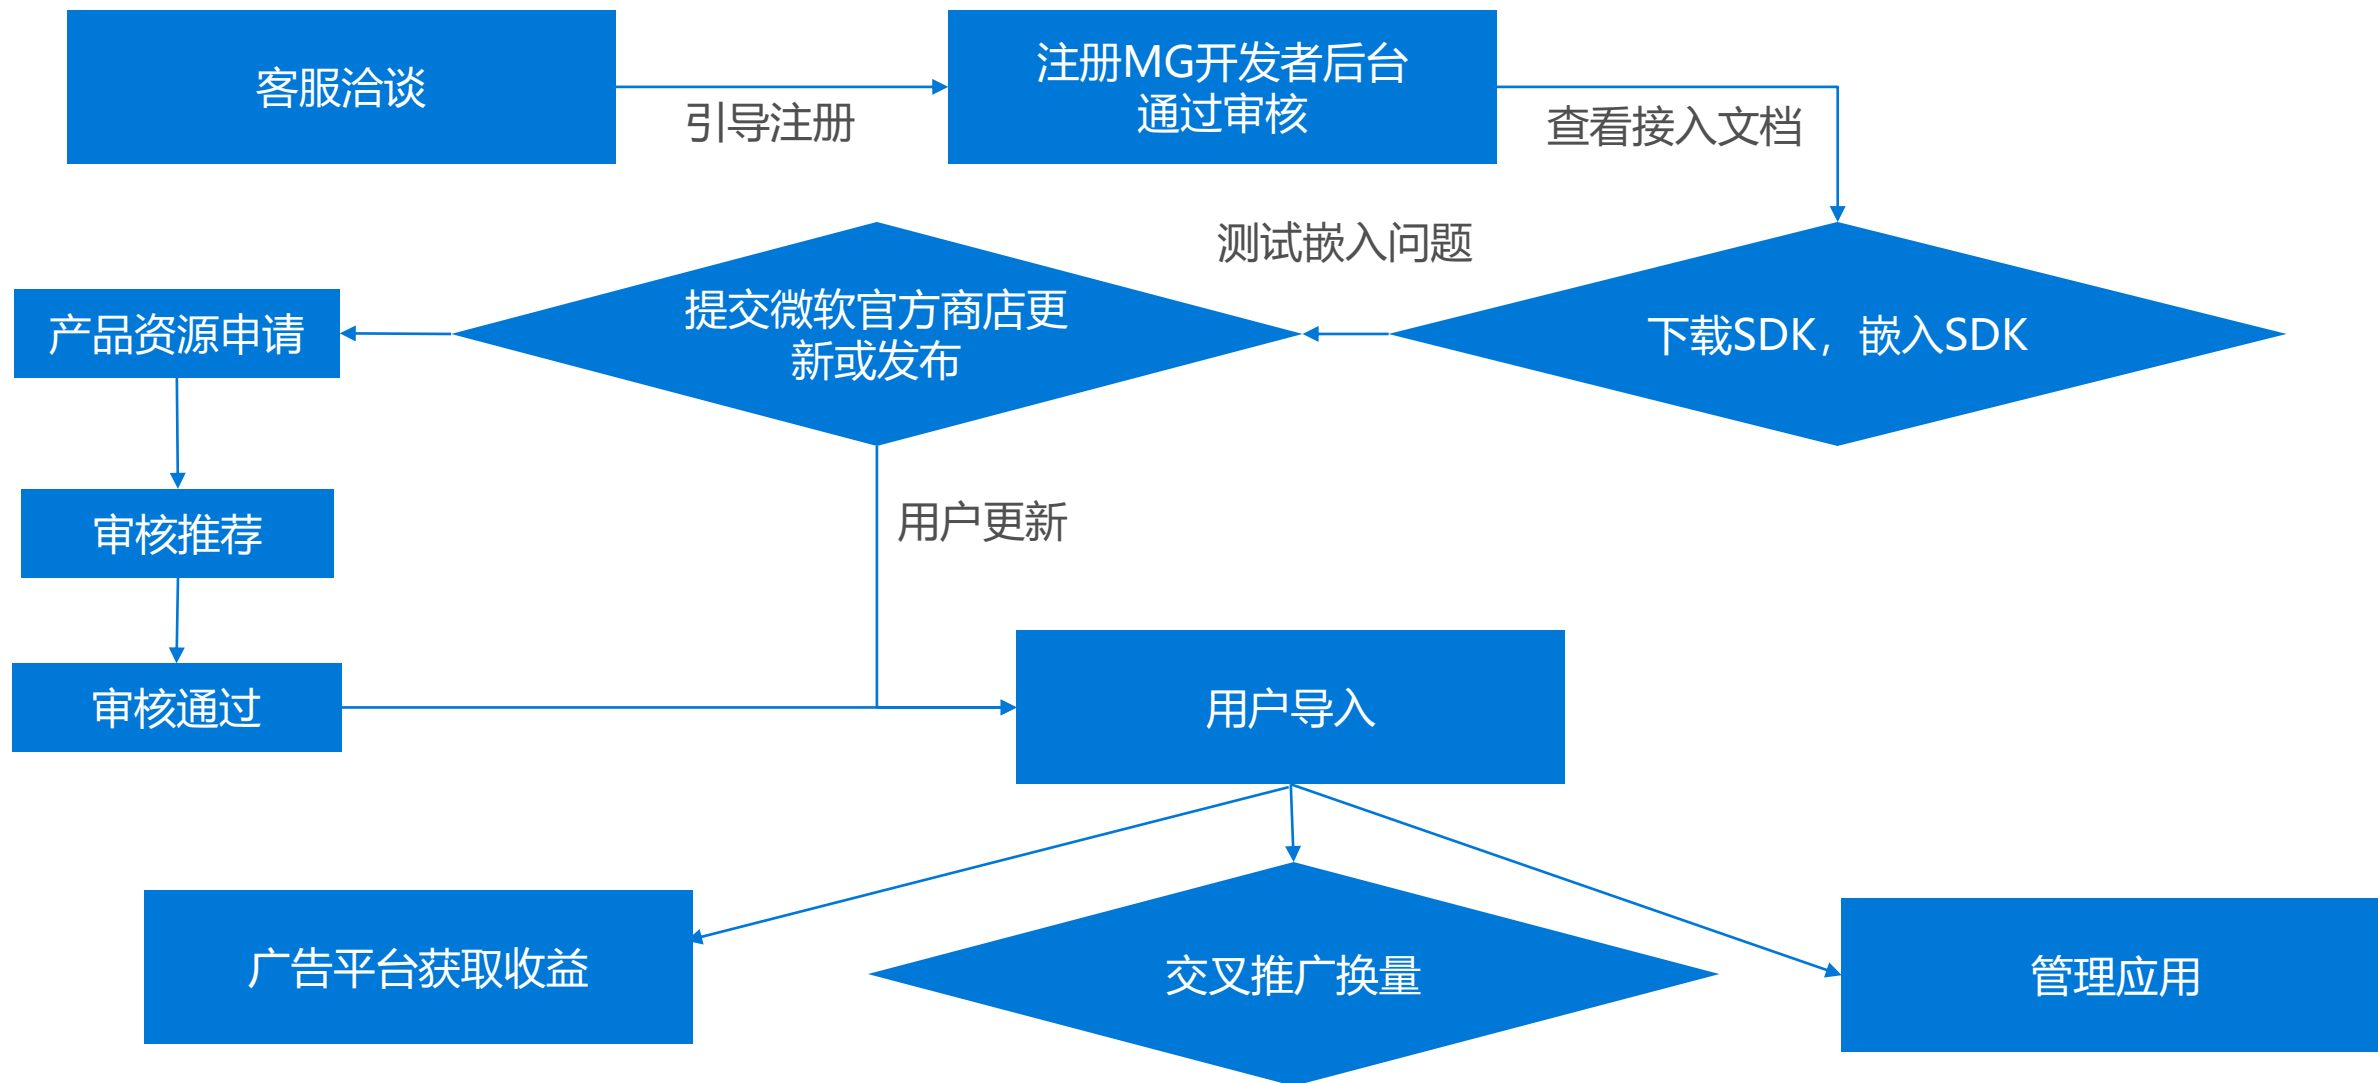 客服洽谈
引导注册
注册MG开发者后台
通过审核
查看接入文档
测试嵌入问题
下载SDK，嵌入SDK
提交微软官方商店更
新或发布
产品资源申请
审核推荐
审核通过
用户更新
用户导入
广告平台获取收益
交叉推广换量
管理应用